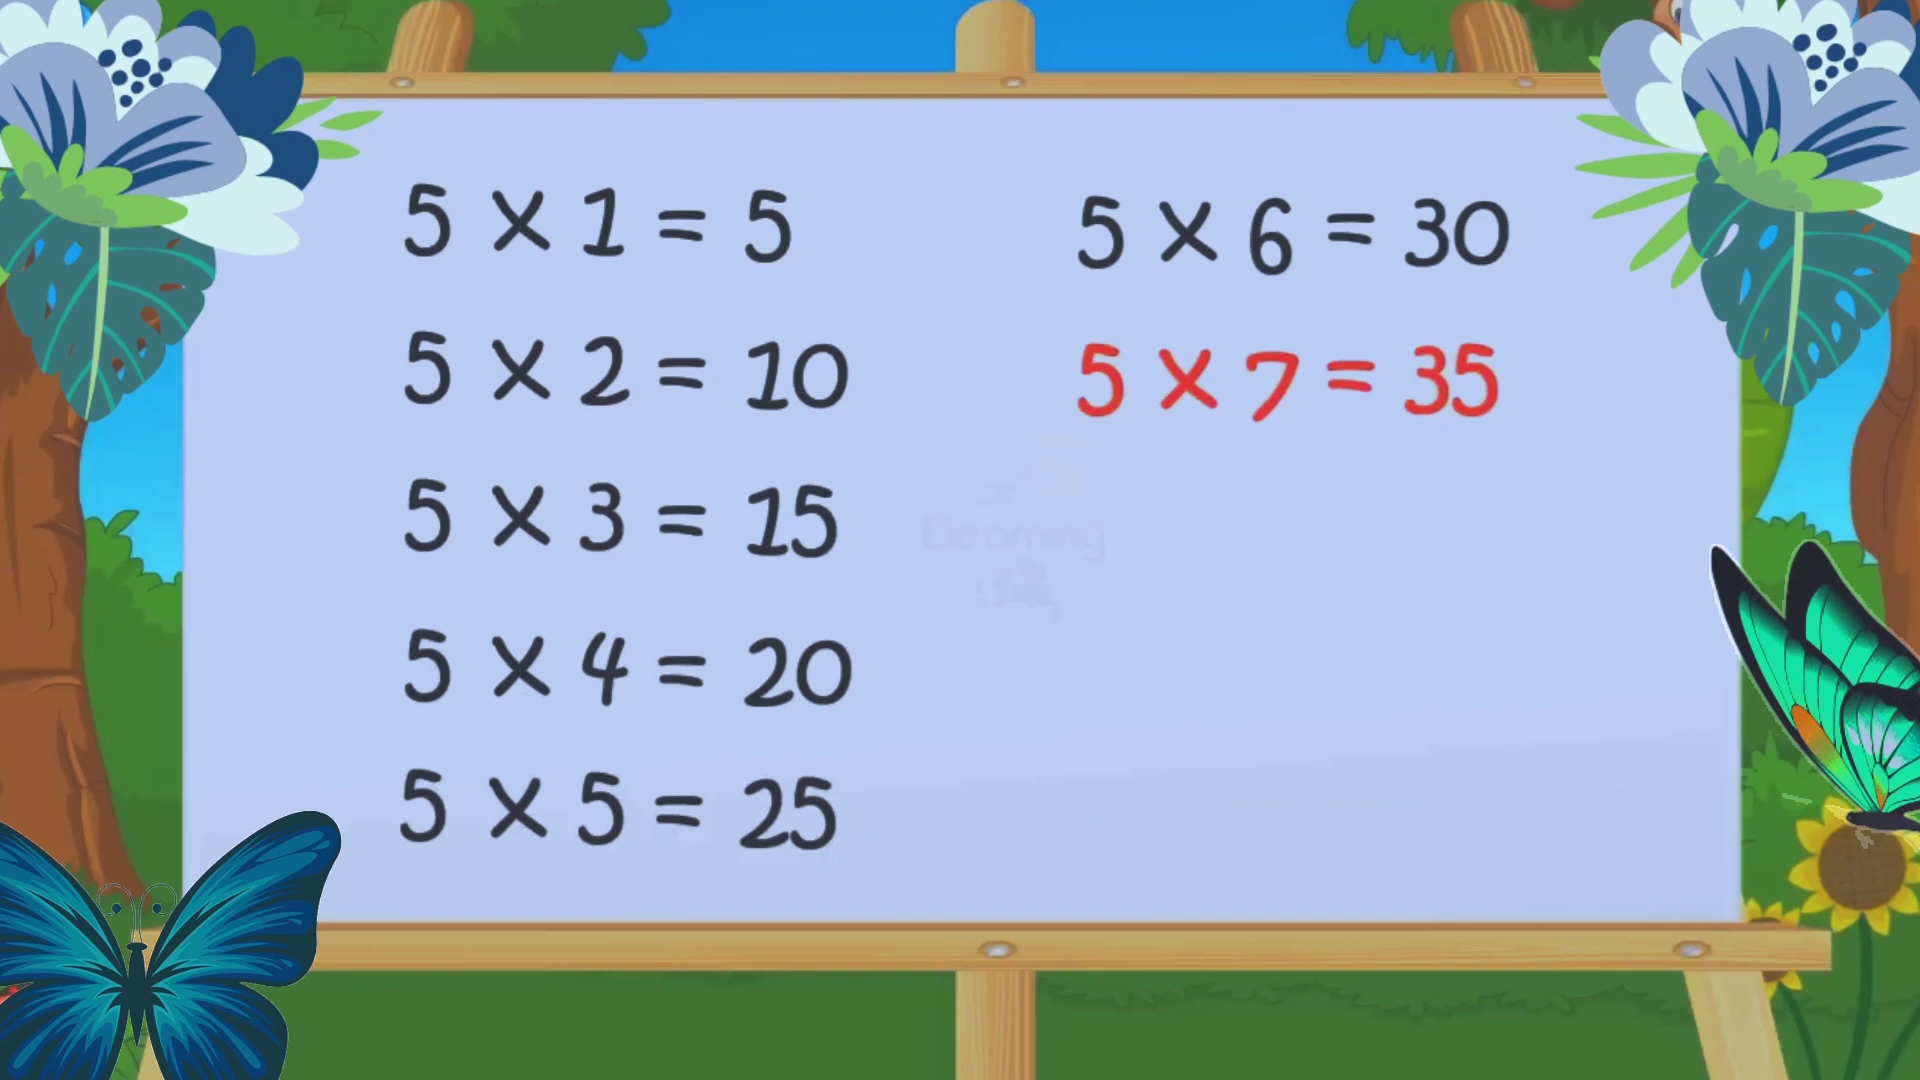 5 × 1 = 5
5 × 2 = 10
5 × 3 = 15
5 × 4 = 20
5 × 5 = 25
5 × 6 = 30
5 × 7 = 35